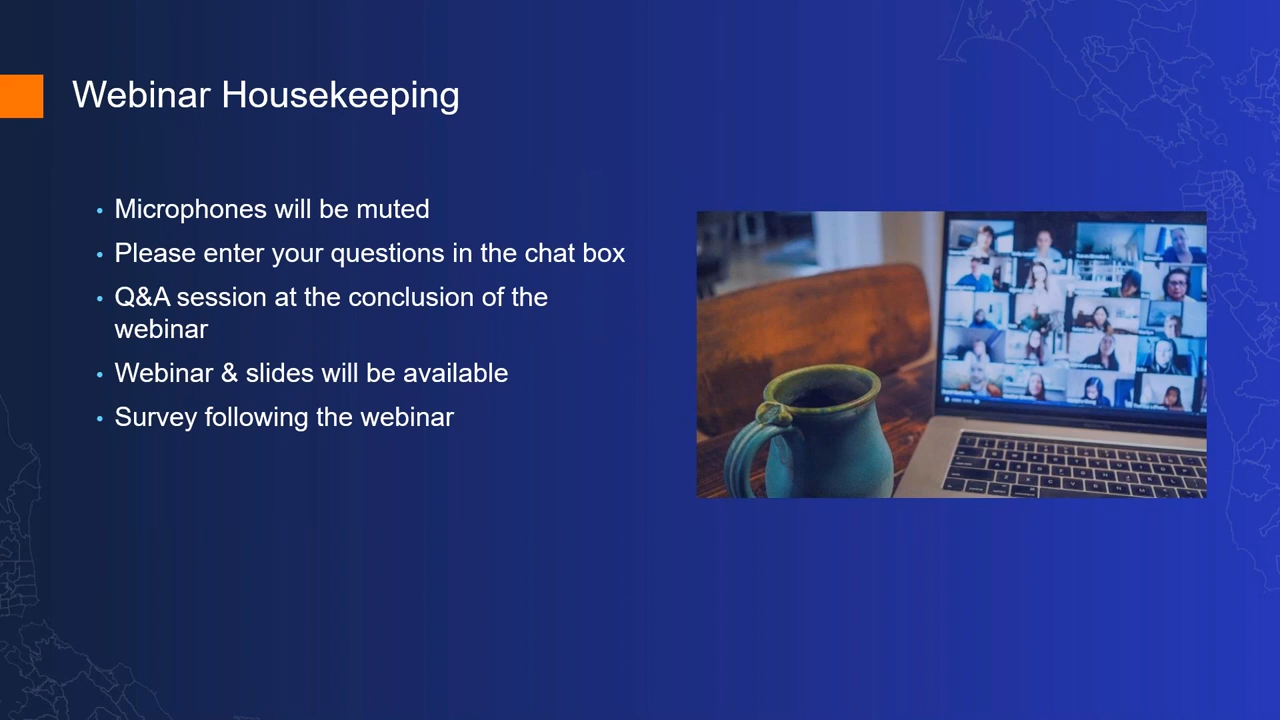 Webinar Housekeeping
• Microphones will be muted
• Please enter your questions in the chat box
• Q&A session at the conclusion of the
webinar
• Webinar & slides will be available
• Survey following the webinar